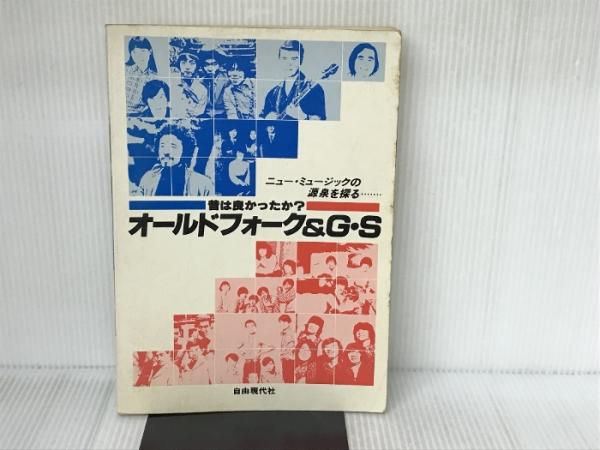 ニュー・ミュージックの
源泉を探る……
昔は良かったか?
オールドフォーク&G・S
自由現代社